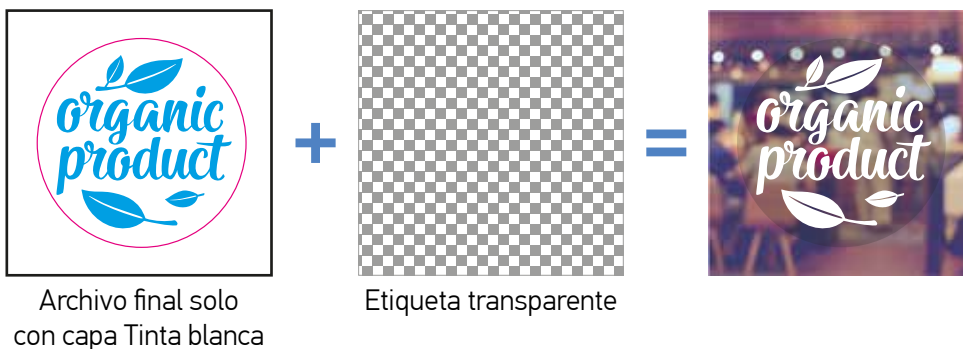 organic
product
+
=
organic
product
Archivo final solo
con capa Tinta blanca
Etiqueta transparente